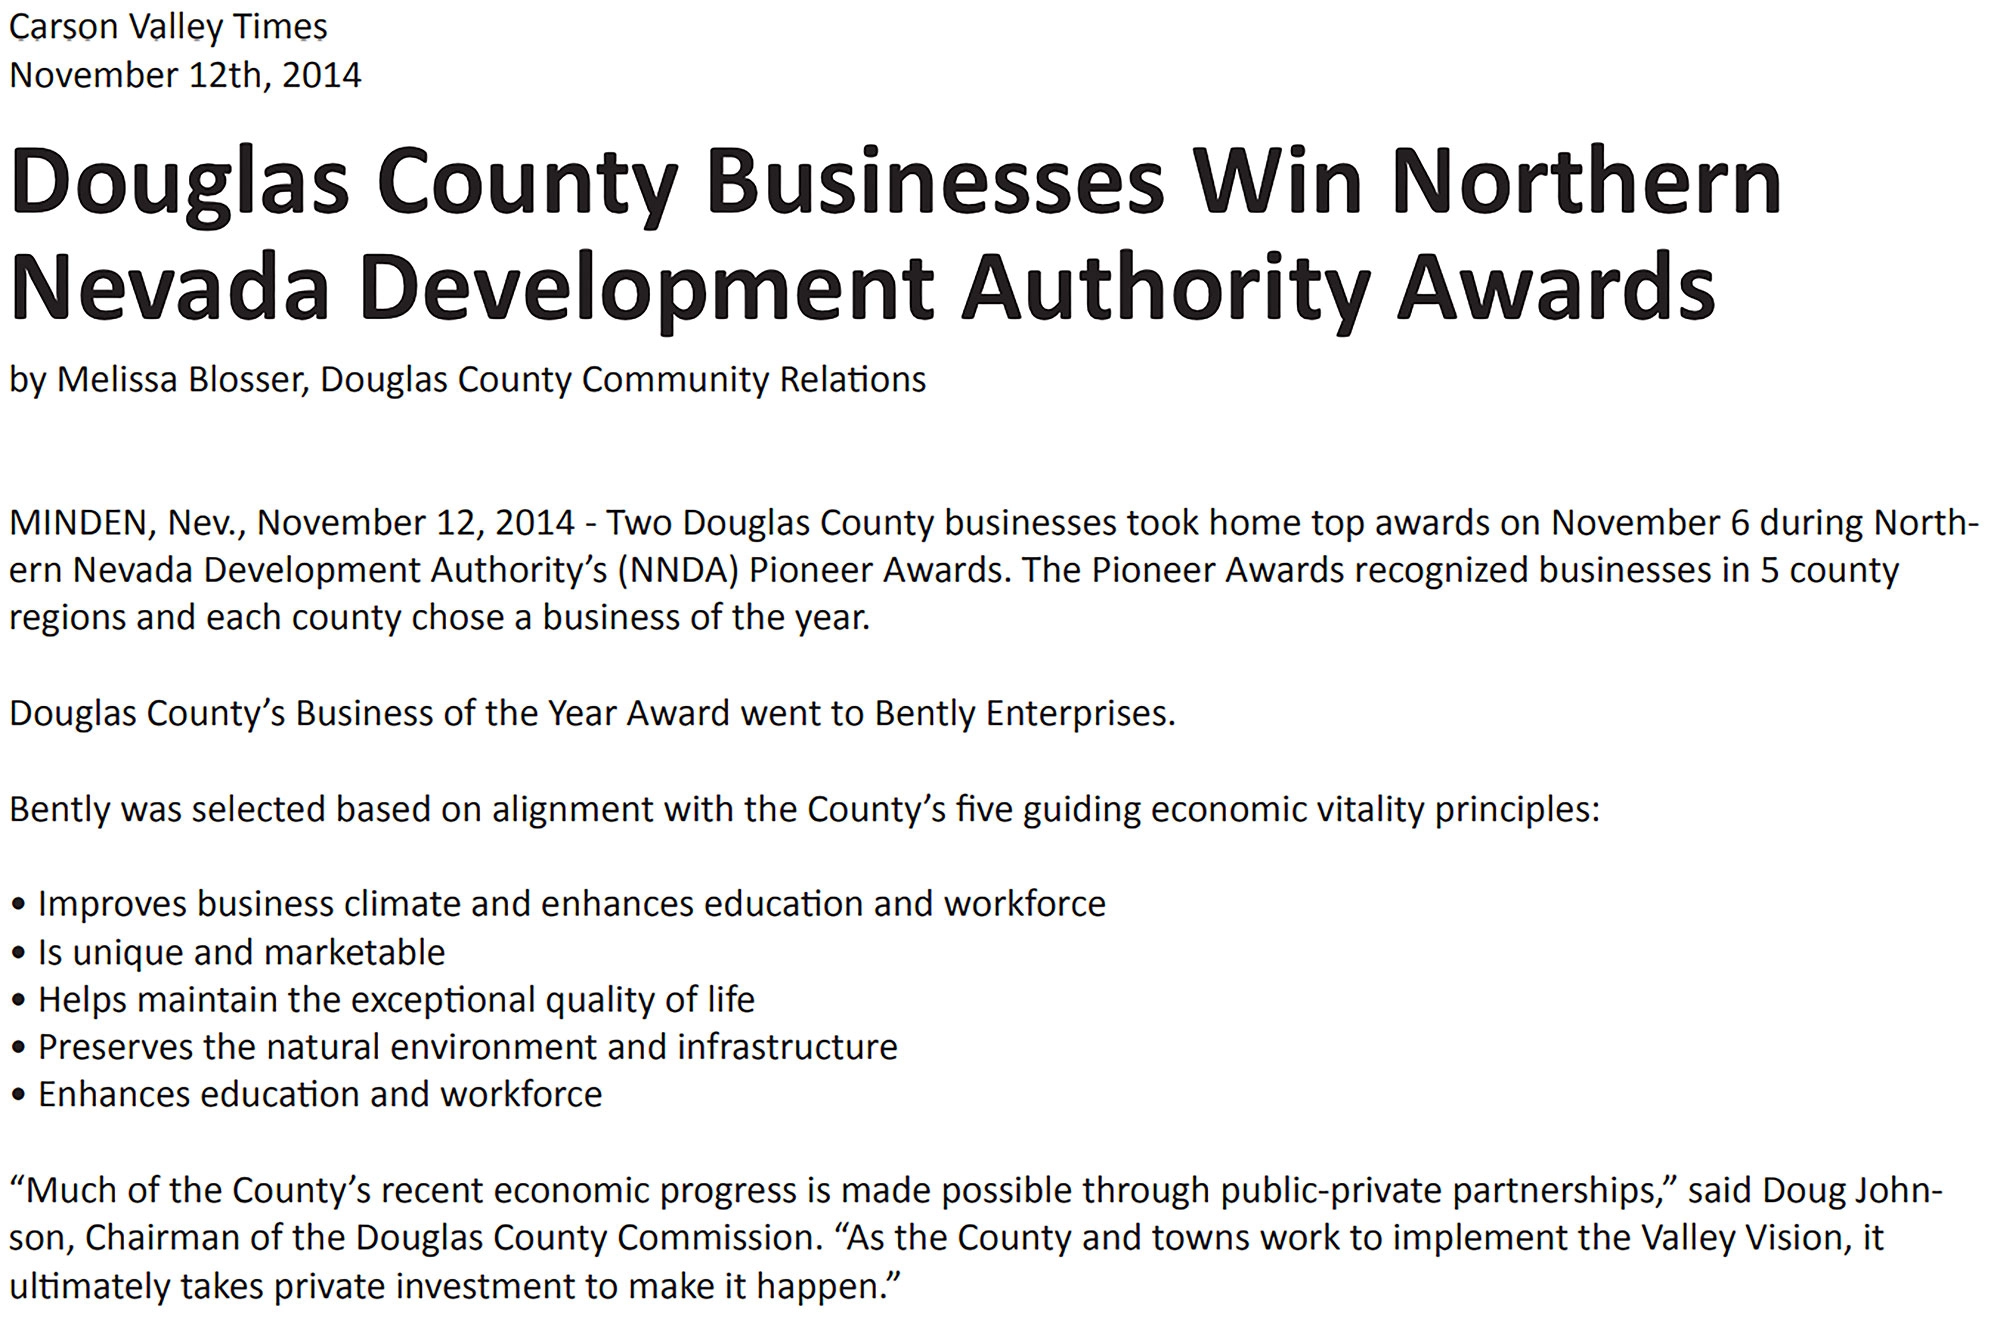 Carson Valley Times
November 12th, 2014
Douglas County Businesses Win Northern
Nevada Development Authority Awards
by Melissa Blosser, Douglas County Community Relations
MINDEN, Nev., November 12, 2014 - Two Douglas County businesses took home top awards on November 6 during North-
ern Nevada Development Authority’s (NNDA) Pioneer Awards. The Pioneer Awards recognized businesses in 5 county
regions and each county chose a business of the year.
Douglas County’s Business of the Year Award went to Bently Enterprises.
Bently was selected based on alignment with the County’s five guiding economic vitality principles:
• Improves business climate and enhances education and workforce
• Is unique and marketable
• Helps maintain the exceptional quality of life
• Preserves the natural environment and infrastructure
• Enhances education and workforce
“Much of the County’s recent economic progress is made possible through public-private partnerships,” said Doug John-
son, Chairman of the Douglas County Commission. “As the County and towns work to implement the Valley Vision, it
ultimately takes private investment to make it happen.”